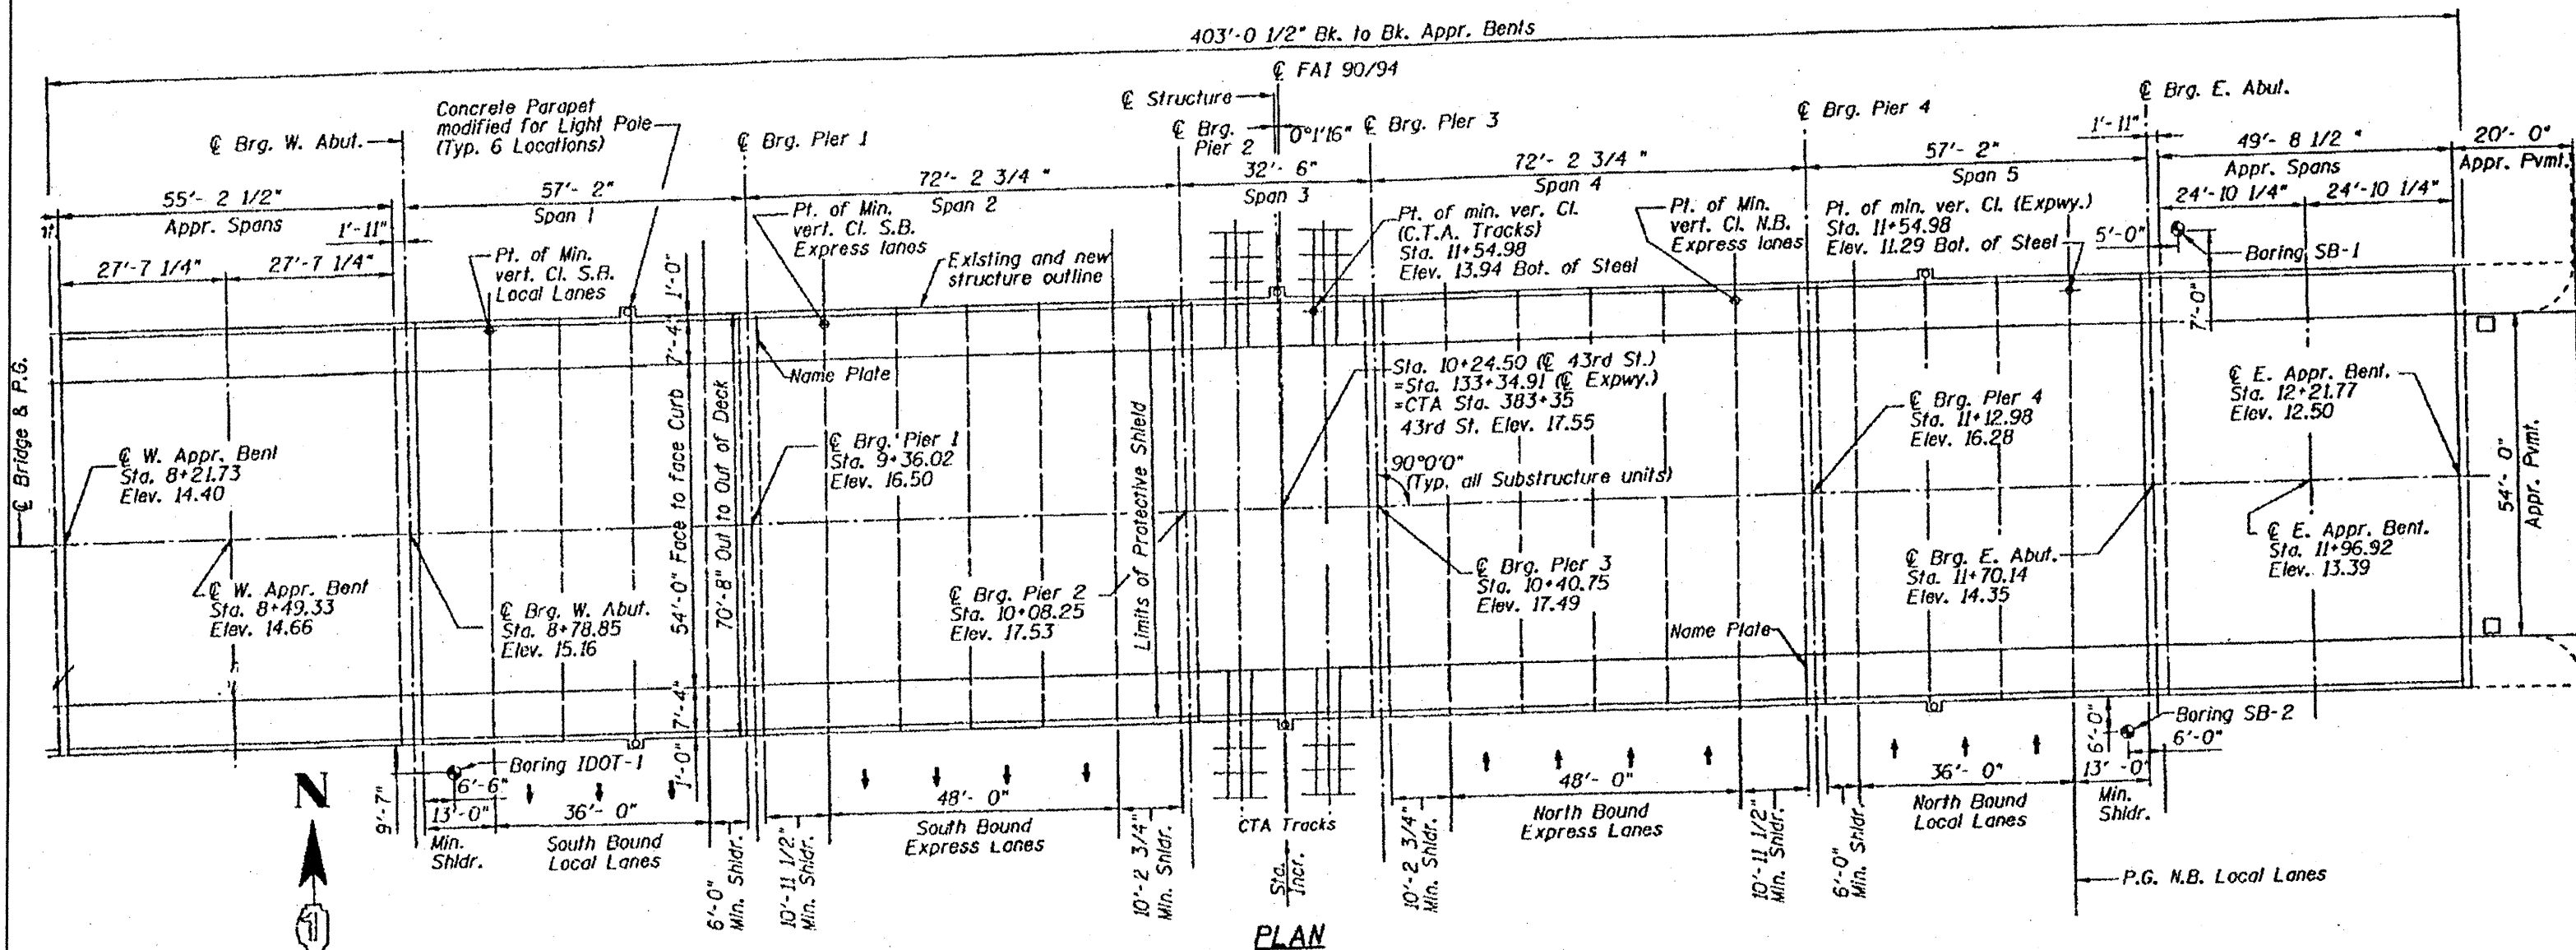 403'-0 1/2" Bk. to Bk. Appr. Bents
℄ FAI 90/94
℄ Structure
℄ Brg. W. Abut.
Concrete Parapet
modified for Light Pole
(Typ. 6 Locations)
℄ Brg. Pier 1
℄ Brg.
Pier 2
0°1'16"
℄ Brg. Pier 3
℄ Brg. Pier 4
℄ Brg. E. Abut.
55'- 2 1/2"
Appr. Spans
1'-11"
27'-7 1/4"
27'-7 1/4"
57'- 2"
Span 1
72'- 2 3/4 "
Span 2
32'- 6"
Span 3
72'- 2 3/4 "
Span 4
57'- 2"
Span 5
1'-11"
49'- 8 1/2 "
Appr. Spans
24'-10 1/4"
24'-10 1/4"
20'- 0"
Appr. Pvmt.
Pt. of Min.
vert. Cl. S.B.
Local Lanes
Pt. of Min.
vert. Cl. S.B.
Express lanes
Existing and new
structure outline
Pt. of min. ver. Cl.
(C.T.A. Tracks)
Sta. 11+54.98
Elev. 13.94 Bot. of Steel
Pt. of Min.
vert. Cl. N.B.
Express lanes
Pt. of min. ver. Cl. (Expwy.)
Sta. 11+54.98
Elev. 11.29 Bot. of Steel
5'-0"
Boring SB-1
7'-0"
1'-0"
7'-4"
54'-0" Face to face Curb
70'-8" Out to Out of Deck
7'-4"
1'-0"
Name Plate
Limits of Protective Shield
℄ Bridge & P.G.
℄ W. Appr. Bent
Sta. 8+21.73
Elev. 14.40
℄ W. Appr. Bent
Sta. 8+49.33
Elev. 14.66
℄ Brg. W. Abut.
Sta. 8+78.85
Elev. 15.16
℄ Brg. Pier 1
Sta. 9+36.02
Elev. 16.50
℄ Brg. Pier 2
Sta. 10+08.25
Elev. 17.53
Sta. 10+24.50 (℄ 43rd St.)
=Sta. 133+34.91 (℄ Expwy.)
=CTA Sta. 383+35
43rd St. Elev. 17.55
90°0'0"
(Typ. all Substructure units)
℄ Brg. Pier 3
Sta. 10+40.75
Elev. 17.49
℄ Brg. Pier 4
Sta. 11+12.98
Elev. 16.28
℄ Brg. E. Abut.
Sta. 11+70.14
Elev. 14.35
℄ E. Appr. Bent.
Sta. 12+21.77
Elev. 12.50
℄ E. Appr. Bent.
Sta. 11+96.92
Elev. 13.39
54'- 0"
Appr. Pvmt.
Name Plate
Boring IDOT-1
6'-6"
9'-7"
13'-0"
Min.
Shldr.
36'- 0"
South Bound
Local Lanes
6'-0"
Min. Shldr.
10'-11 1/2"
Min. Shldr.
48'- 0"
South Bound
Express Lanes
10'-2 3/4"
Min. Shldr.
CTA Tracks
Sta.
Incr.
10'-2 3/4"
Min. Shldr.
48'- 0"
North Bound
Express Lanes
10'-11 1/2"
Min. Shldr.
6'-0"
Min. Shldr.
36'- 0"
North Bound
Local Lanes
13'-0"
Min.
Shldr.
6'-0"
Boring SB-2
6'-0"
P.G. N.B. Local Lanes
N
PLAN